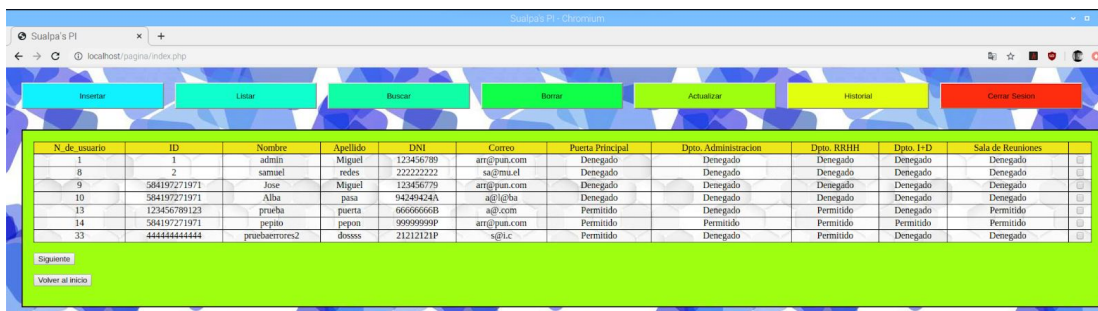 Sualpa's PI - Chromium
Sualpa's PI
localhost/pagina/index.php
Insertar Listar Buscar Borrar Actualizar Historial Cerrar Sesion
N_de_usuario ID Nombre Apellido DNI Correo Puerta Principal Dpto. Administracion Dpto. RRHH Dpto. I+D Sala de Reuniones
1 1 admin Miguel 123456789 arr@pun.com Denegado Denegado Denegado Denegado Denegado
8 2 samuel redes 222222222 sa@mu.el Denegado Denegado Denegado Denegado Denegado
9 584197271971 Jose Miguel 123456779 arr@pun.com Denegado Denegado Denegado Denegado Denegado
10 584197271971 Alba pasa 94249424A a@l@ba Denegado Denegado Denegado Denegado Denegado
13 123456789123 prueba puerta 66666666B a@.com Permitido Denegado Permitido Denegado Permitido
14 584197271971 pepito pepon 99999999P arr@pun.com Permitido Denegado Permitido Denegado Denegado
33 444444444444 pruebaerrores2 dossss 21212121P s@i.c Permitido Denegado Permitido Denegado Denegado
Siguiente
Volver al inicio